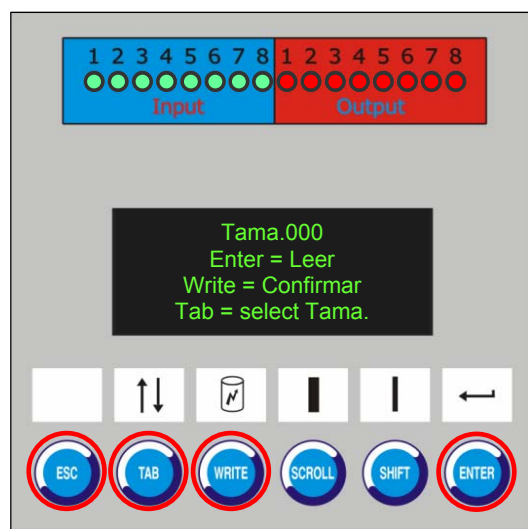 1 2 3 4 5 6 7 8 1 2 3 4 5 6 7 8
Input Output
Tama.000
Enter = Leer
Write = Confirmar
Tab = select Tama.
ESC TAB WRITE SCROLL SHIFT ENTER